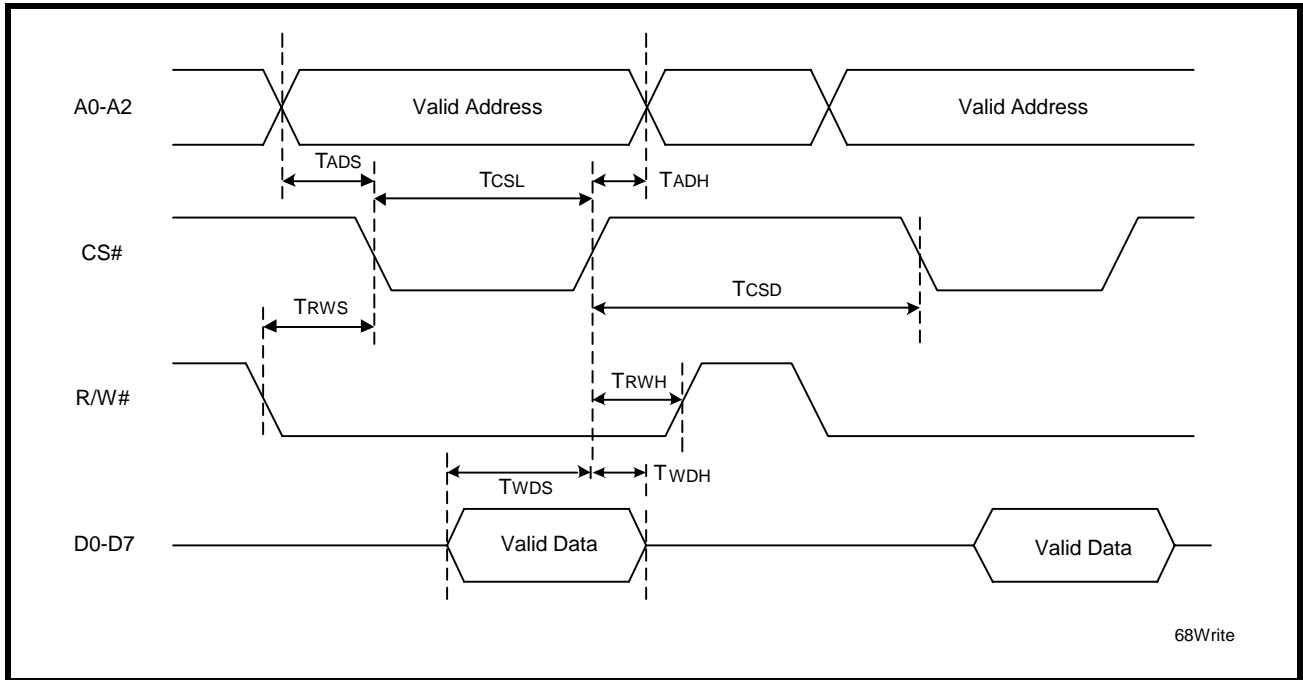 A0-A2
Valid Address
Valid Address
TADS
TCSL
TADH
CS#
TCSD
TRWS
R/W#
TRWH
TWDS
TWDH
D0-D7
Valid Data
Valid Data
68Write